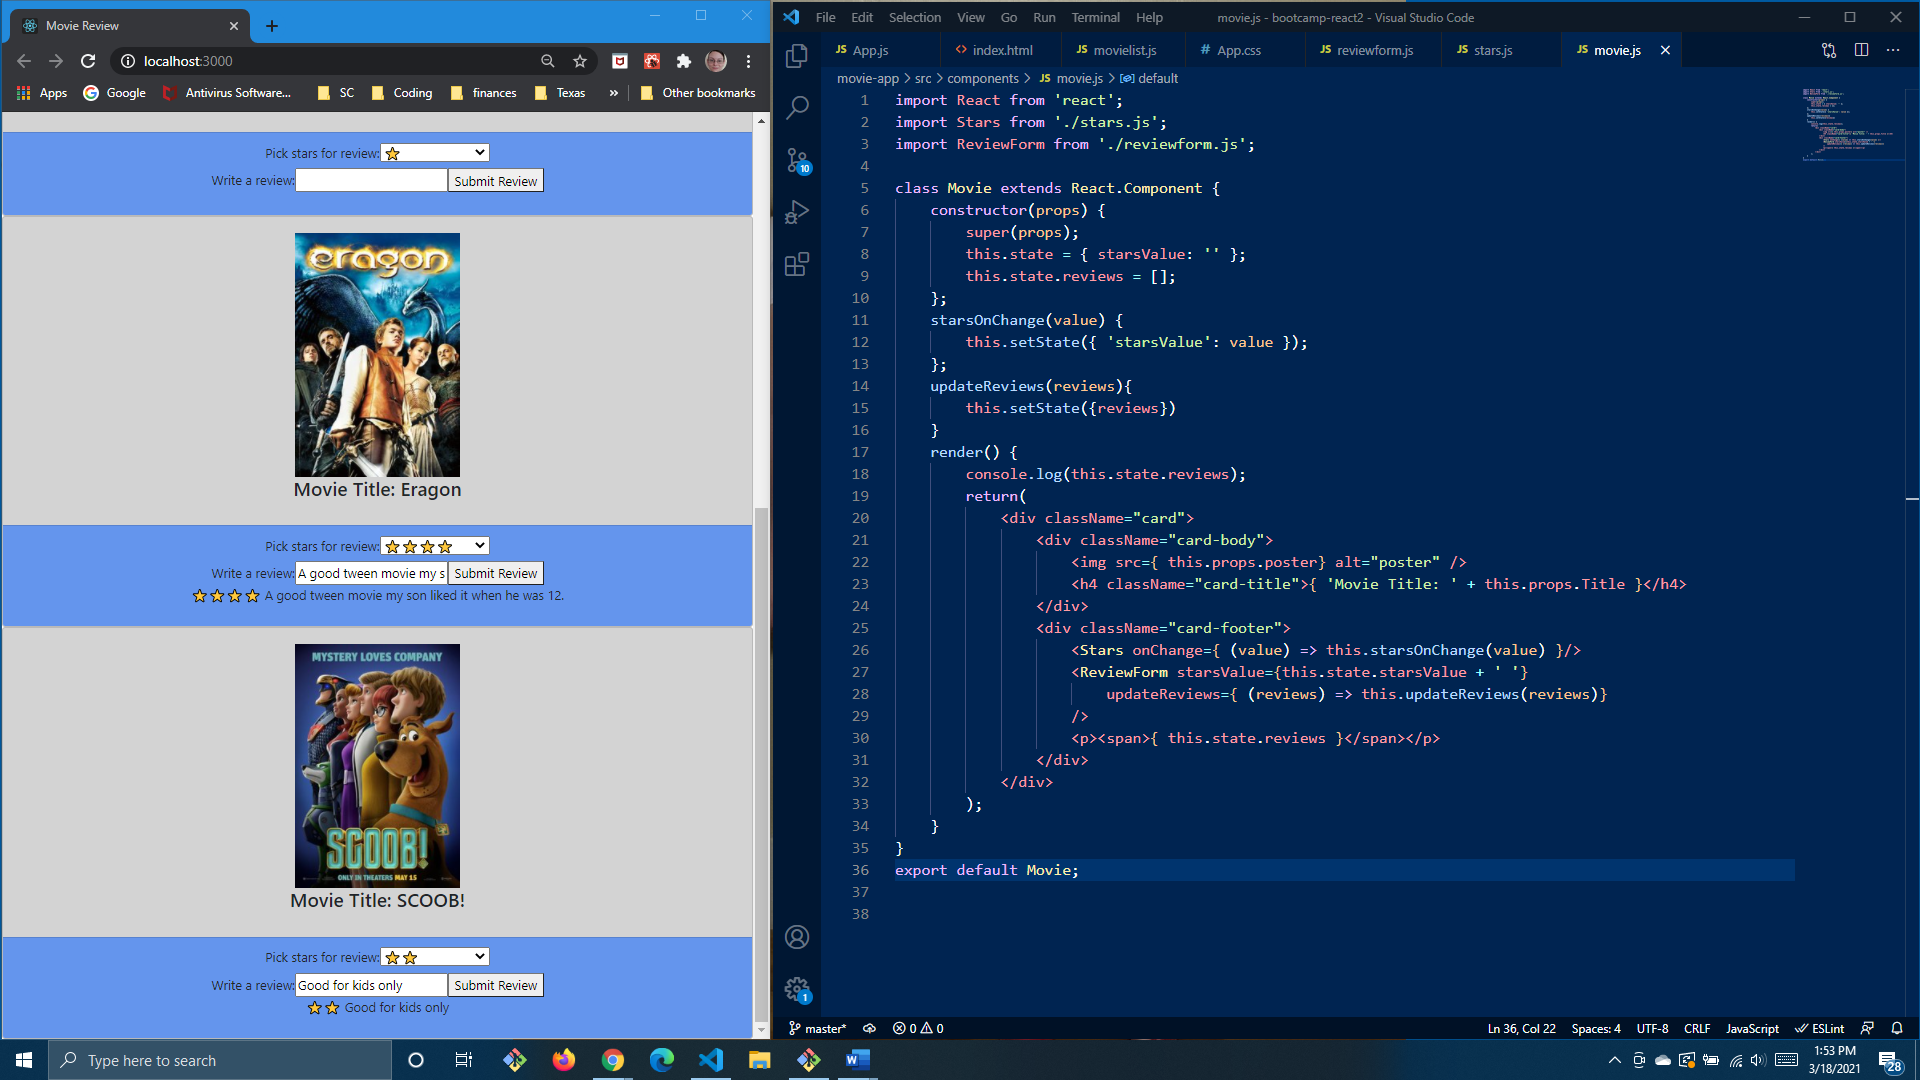 Movie Review
localhost:3000
Apps Google Antivirus Software... SC Coding finances Texas » Other bookmarks
Pick stars for review:
Write a review: Submit Review
eragon
Movie Title: Eragon
Pick stars for review:
Write a review: A good tween movie my s Submit Review
A good tween movie my son liked it when he was 12.
MYSTERY LOVES COMPANY
SCOOB!
ONLY IN THEATERS MAY 15
Movie Title: SCOOB!
Pick stars for review:
Write a review: Good for kids only Submit Review
Good for kids only
File Edit Selection View Go Run Terminal Help movie.js - bootcamp-react2 - Visual Studio Code
JS App.js <> index.html JS movielist.js # App.css JS reviewform.js JS stars.js JS movie.js
movie-app > src > components > JS movie.js > default
1 import React from 'react';
2 import Stars from './stars.js';
3 import ReviewForm from './reviewform.js';
4
5 class Movie extends React.Component {
6 constructor(props) {
7 super(props);
8 this.state = { starsValue: '' };
9 this.state.reviews = [];
10 };
11 starsOnChange(value) {
12 this.setState({ 'starsValue': value });
13 };
14 updateReviews(reviews){
15 this.setState({reviews})
16 }
17 render() {
18 console.log(this.state.reviews);
19 return(
20 <div className="card">
21 <div className="card-body">
22 <img src={ this.props.poster} alt="poster" />
23 <h4 className="card-title">{ 'Movie Title: ' + this.props.Title }</h4>
24 </div>
25 <div className="card-footer">
26 <Stars onChange={ (value) => this.starsOnChange(value) }/>
27 <ReviewForm starsValue={this.state.starsValue + ' '}
28 updateReviews={ (reviews) => this.updateReviews(reviews)}
29 />
30 <p><span>{ this.state.reviews }</span></p>
31 </div>
32 </div>
33 );
34 }
35 }
36 export default Movie;
37
38
10
1
master* 0 0 Ln 36, Col 22 Spaces: 4 UTF-8 CRLF JavaScript ESLint
Type here to search
1:53 PM
3/18/2021
28